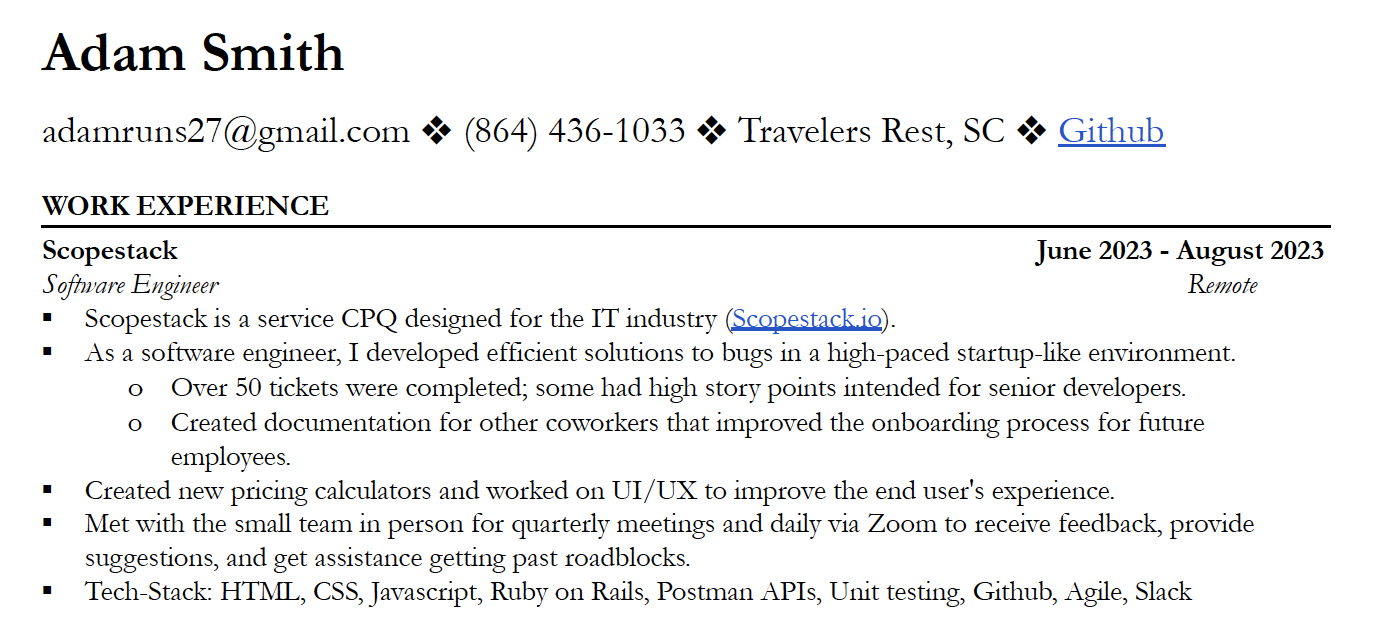 Adam Smith
adamruns27@gmail.com ❖ (864) 436-1033 ❖ Travelers Rest, SC ❖ Github
WORK EXPERIENCE
Scopestack June 2023 - August 2023
Software Engineer Remote
▪ Scopestack is a service CPQ designed for the IT industry (Scopestack.io).
▪ As a software engineer, I developed efficient solutions to bugs in a high-paced startup-like environment.
o Over 50 tickets were completed; some had high story points intended for senior developers.
o Created documentation for other coworkers that improved the onboarding process for future
employees.
▪ Created new pricing calculators and worked on UI/UX to improve the end user's experience.
▪ Met with the small team in person for quarterly meetings and daily via Zoom to receive feedback, provide
suggestions, and get assistance getting past roadblocks.
▪ Tech-Stack: HTML, CSS, Javascript, Ruby on Rails, Postman APIs, Unit testing, Github, Agile, Slack